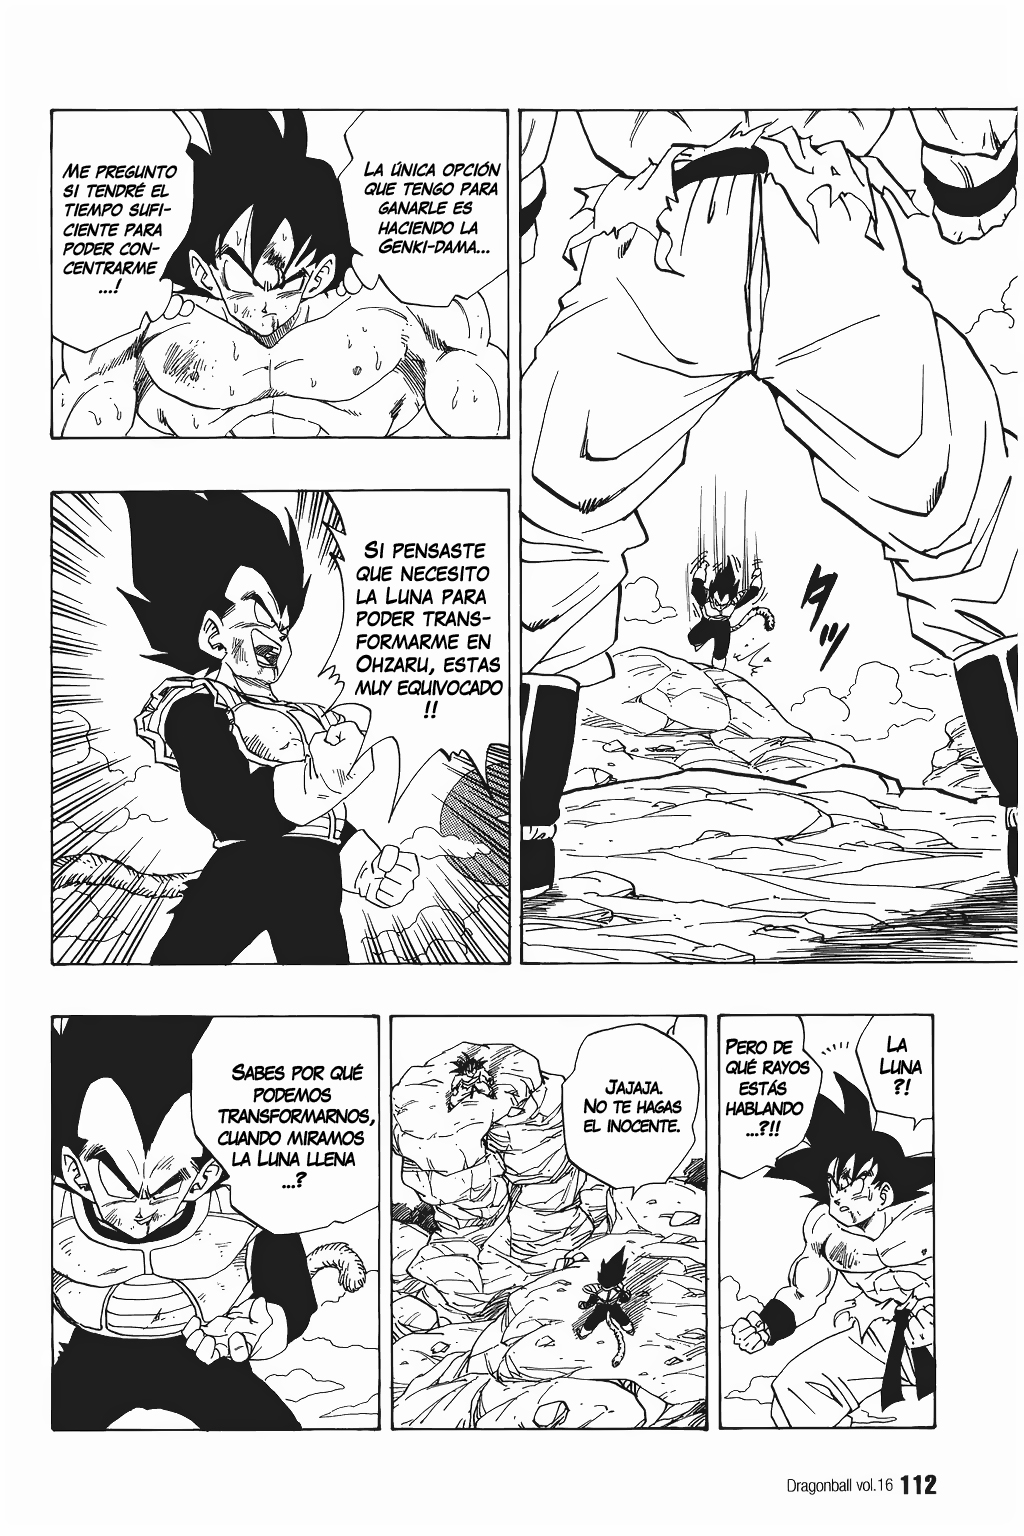 La única opción
que tengo para
ganarle es
haciendo la
Genki-dama...
Me pregunto
si tendré el
tiempo sufi-
ciente para
poder con-
centrarme
...!
ダッ
Si pensaste
que necesito
la Luna para
poder trans-
formarme en
Ohzaru, estas
muy equivocado
!!
La
Luna
?!
Pero de
qué rayos
estás
hablando
...?!!
Jajaja.
No te hagas
el inocente.
Sabes por qué
podemos
transformarnos,
cuando miramos
la Luna llena
...?
Dragonball vol.16 112